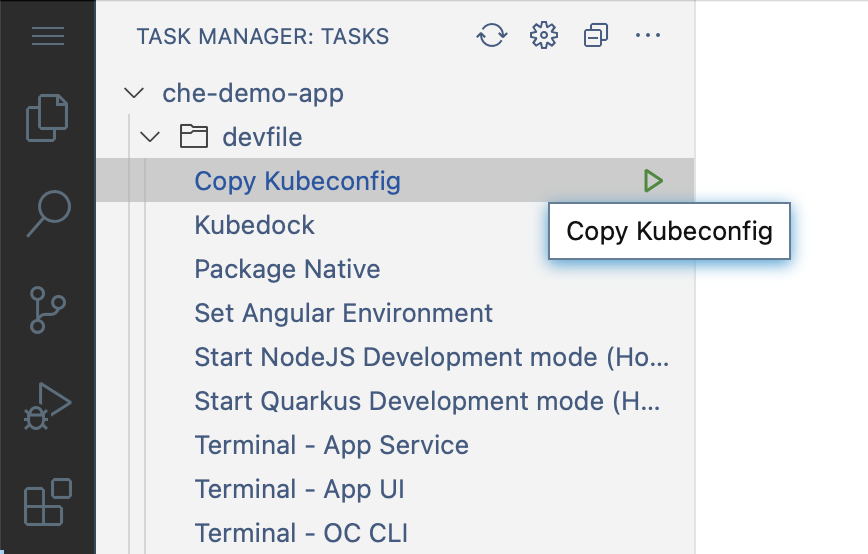 TASK MANAGER: TASKS
che-demo-app
devfile
Copy Kubeconfig
Copy Kubeconfig
Kubedock
Package Native
Set Angular Environment
Start NodeJS Development mode (Ho...
Start Quarkus Development mode (H...
Terminal - App Service
Terminal - App UI
Terminal - OC CLI